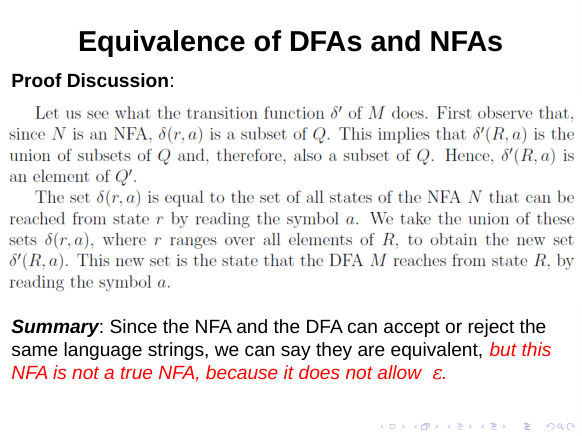 Equivalence of DFAs and NFAs
Proof Discussion:
Let us see what the transition function δ′ of M does. First observe that,
since N is an NFA, δ(r, a) is a subset of Q. This implies that δ′(R, a) is the
union of subsets of Q and, therefore, also a subset of Q. Hence, δ′(R, a) is
an element of Q′.
The set δ(r, a) is equal to the set of all states of the NFA N that can be
reached from state r by reading the symbol a. We take the union of these
sets δ(r, a), where r ranges over all elements of R, to obtain the new set
δ′(R, a). This new set is the state that the DFA M reaches from state R, by
reading the symbol a.
Summary: Since the NFA and the DFA can accept or reject the
same language strings, we can say they are equivalent, but this
NFA is not a true NFA, because it does not allow ε.